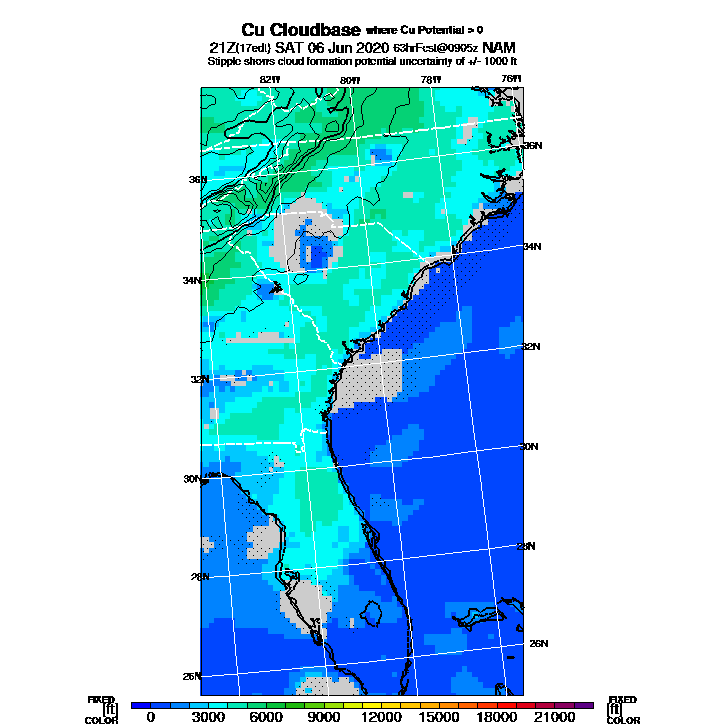 Cu Cloudbase where Cu Potential > 0
21Z(17edt) SAT 06 Jun 2020 63hrFcst@0905z NAM
Stipple shows cloud formation potential uncertainty of +/- 1000 ft
82W 80W 78W 76W
36N
36N
34N
34N
32N
32N
30N
30N
28N
28N
26N
26N
FIXED FIXED
[ft] [ft]
COLOR 0 3000 6000 9000 12000 15000 18000 21000 COLOR